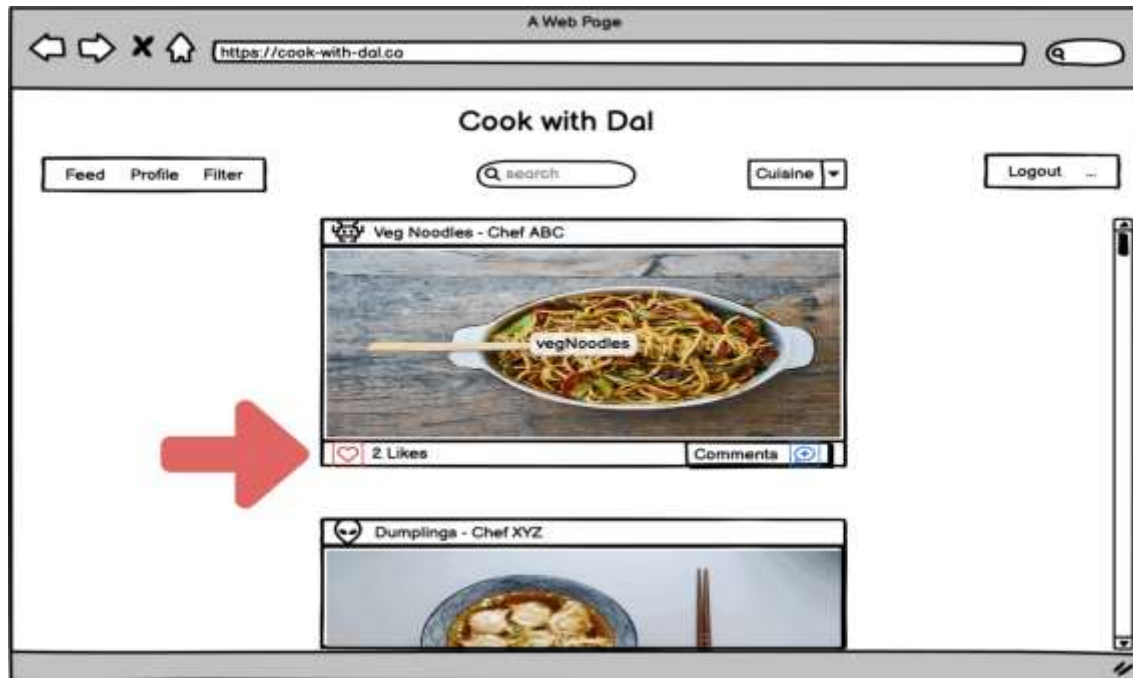 A Web Page
https://cook-with-dal.ca
Cook with Dal
Feed Profile Filter
search
Cuisine
Logout ...
Veg Noodles - Chef ABC
vegNoodles
2 Likes
Comments
Dumplings - Chef XYZ